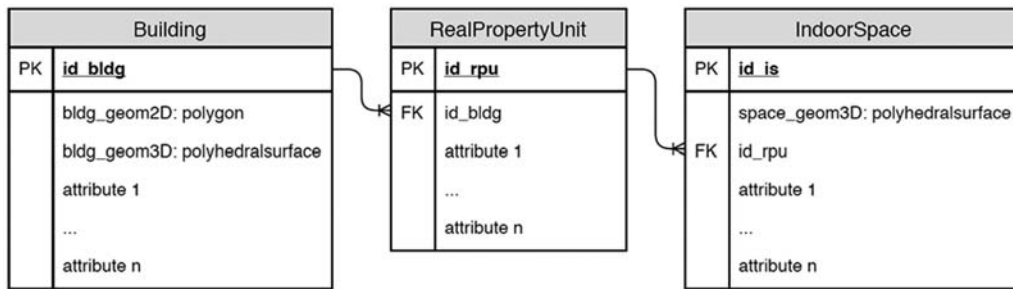 Building
PK id_bldg
bldg_geom2D: polygon
bldg_geom3D: polyhedralsurface
attribute 1
...
attribute n
RealPropertyUnit
PK id_rpu
FK id_bldg
attribute 1
...
attribute n
IndoorSpace
PK id_is
space_geom3D: polyhedralsurface
FK id_rpu
attribute 1
...
attribute n